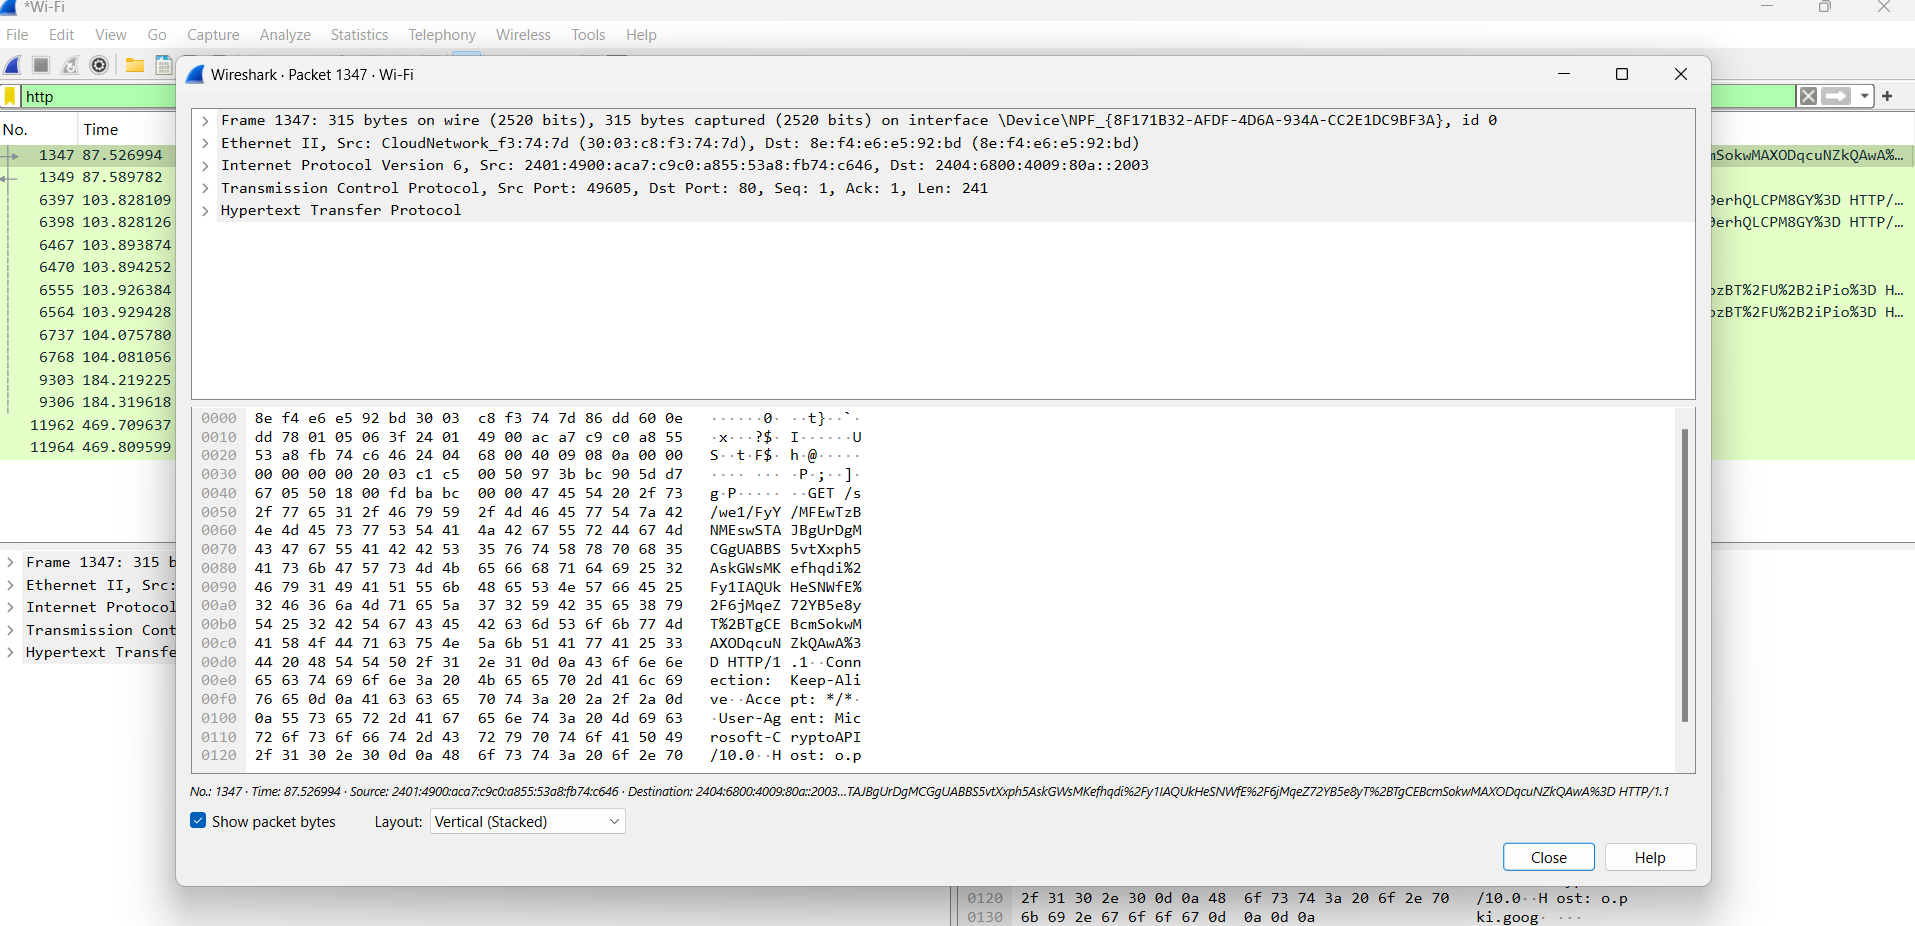 *Wi-Fi
File Edit View Go Capture Analyze Statistics Telephony Wireless Tools Help
http
No. Time
1347 87.526994
1349 87.589782
6397 103.828109
6398 103.828126
6467 103.893874
6470 103.894252
6555 103.926384
6564 103.929428
6737 104.075780
6768 104.081056
9303 184.219225
9306 184.319618
11962 469.709637
11964 469.809599
mSokwMAXODqcuNZkQAwA%…
erhQLCPM8GY%3D HTTP/…
erhQLCPM8GY%3D HTTP/…
zBT%2FU%2B2iPio%3D H…
zBT%2FU%2B2iPio%3D H…
Wireshark · Packet 1347 · Wi-Fi
Frame 1347: 315 bytes on wire (2520 bits), 315 bytes captured (2520 bits) on interface \Device\NPF_{8F171B32-AFDF-4D6A-934A-CC2E1DC9BF3A}, id 0
Ethernet II, Src: CloudNetwork_f3:74:7d (30:03:c8:f3:74:7d), Dst: 8e:f4:e6:e5:92:bd (8e:f4:e6:e5:92:bd)
Internet Protocol Version 6, Src: 2401:4900:aca7:c9c0:a855:53a8:fb74:c646, Dst: 2404:6800:4009:80a::2003
Transmission Control Protocol, Src Port: 49605, Dst Port: 80, Seq: 1, Ack: 1, Len: 241
Hypertext Transfer Protocol
0000 8e f4 e6 e5 92 bd 30 03 c8 f3 74 7d 86 dd 60 0e ······0· ··t}··`·
0010 dd 78 01 05 06 3f 24 01 49 00 ac a7 c9 c0 a8 55 ·x···?$· I······U
0020 53 a8 fb 74 c6 46 24 04 68 00 40 09 08 0a 00 00 S··t·F$· h·@·····
0030 00 00 00 00 20 03 c1 c5 00 50 97 3b bc 90 5d d7 ···· ··· ·P·;··]·
0040 67 05 50 18 00 fd ba bc 00 00 47 45 54 20 2f 73 g·P····· ··GET /s
0050 2f 77 65 31 2f 46 79 59 2f 4d 46 45 77 54 7a 42 /we1/FyY /MFEwTzB
0060 4e 4d 45 73 77 53 54 41 4a 42 67 55 72 44 67 4d NMEswSTA JBgUrDgM
0070 43 47 67 55 41 42 42 53 35 76 74 58 78 70 68 35 CGgUABBS 5vtXxph5
0080 41 73 6b 47 57 73 4d 4b 65 66 68 71 64 69 25 32 AskGWsMK efhqdi%2
0090 46 79 31 49 41 51 55 6b 48 65 53 4e 57 66 45 25 Fy1IAQUk HeSNWfE%
00a0 32 46 36 6a 4d 71 65 5a 37 32 59 42 35 65 38 79 2F6jMqeZ 72YB5e8y
00b0 54 25 32 42 54 67 43 45 42 63 6d 53 6f 6b 77 4d T%2BTgCE BcmSokwM
00c0 41 58 4f 44 71 63 75 4e 5a 6b 51 41 77 41 25 33 AXODqcuN ZkQAwA%3
00d0 44 20 48 54 54 50 2f 31 2e 31 0d 0a 43 6f 6e 6e D HTTP/1 .1··Conn
00e0 65 63 74 69 6f 6e 3a 20 4b 65 65 70 2d 41 6c 69 ection: Keep-Ali
00f0 76 65 0d 0a 41 63 63 65 70 74 3a 20 2a 2f 2a 0d ve··Acce pt: */*·
0100 0a 55 73 65 72 2d 41 67 65 6e 74 3a 20 4d 69 63 ·User-Ag ent: Mic
0110 72 6f 73 6f 66 74 2d 43 72 79 70 74 6f 41 50 49 rosoft-C ryptoAPI
0120 2f 31 30 2e 30 0d 0a 48 6f 73 74 3a 20 6f 2e 70 /10.0··H ost: o.p
No.: 1347 · Time: 87.526994 · Source: 2401:4900:aca7:c9c0:a855:53a8:fb74:c646 · Destination: 2404:6800:4009:80a::2003…TAJBgUrDgMCGgUABBS5vtXxph5AskGWsMKefhqdi%2Fy1IAQUkHeSNWfE%2F6jMqeZ72YB5e8yT%2BTgCEBcmSokwMAXODqcuNZkQAwA%3D HTTP/1.1
Show packet bytes Layout: Vertical (Stacked)
Close Help
Frame 1347: 315 b
Ethernet II, Src:
Internet Protocol
Transmission Cont
Hypertext Transfe
0120 2f 31 30 2e 30 0d 0a 48 6f 73 74 3a 20 6f 2e 70 /10.0··H ost: o.p
0130 6b 69 2e 67 6f 6f 67 0d 0a 0d 0a ki.goog· ···